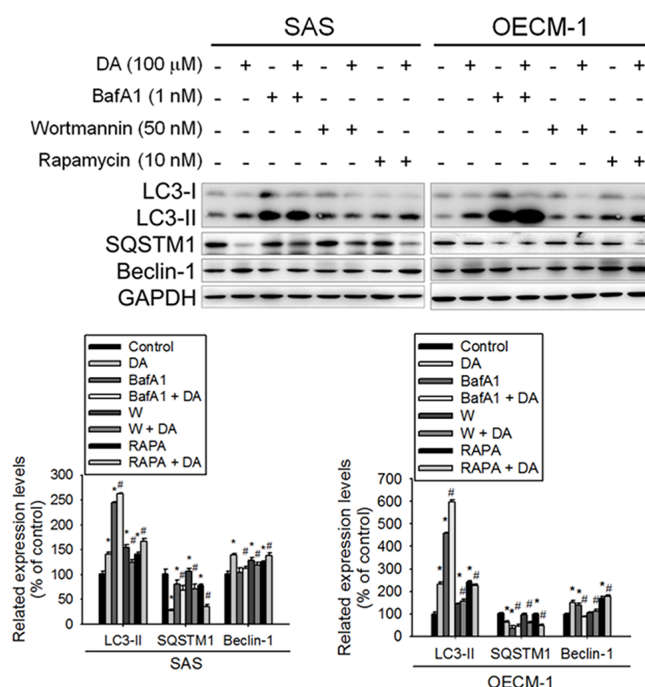 SAS OECM-1
DA (100 μM) - + - + - + - + - + - + - + - +
BafA1 (1 nM) - - + + - - - - - - + + - - - -
Wortmannin (50 nM) - - - - + + - - - - - - + + - -
Rapamycin (10 nM) - - - - - - + + - - - - - - + +
LC3-I
LC3-II
SQSTM1
Beclin-1
GAPDH
Control
DA
BafA1
BafA1 + DA
W
W + DA
RAPA
RAPA + DA
Related expression levels
(% of control)
300
250
200
150
100
50
0
* * # * # * # * # * # * # * # * # * #
LC3-II SQSTM1 Beclin-1
SAS
Control
DA
BafA1
BafA1 + DA
W
W + DA
RAPA
RAPA + DA
Related expression levels
(% of control)
700
600
500
400
300
200
100
0
LC3-II SQSTM1 Beclin-1
OECM-1